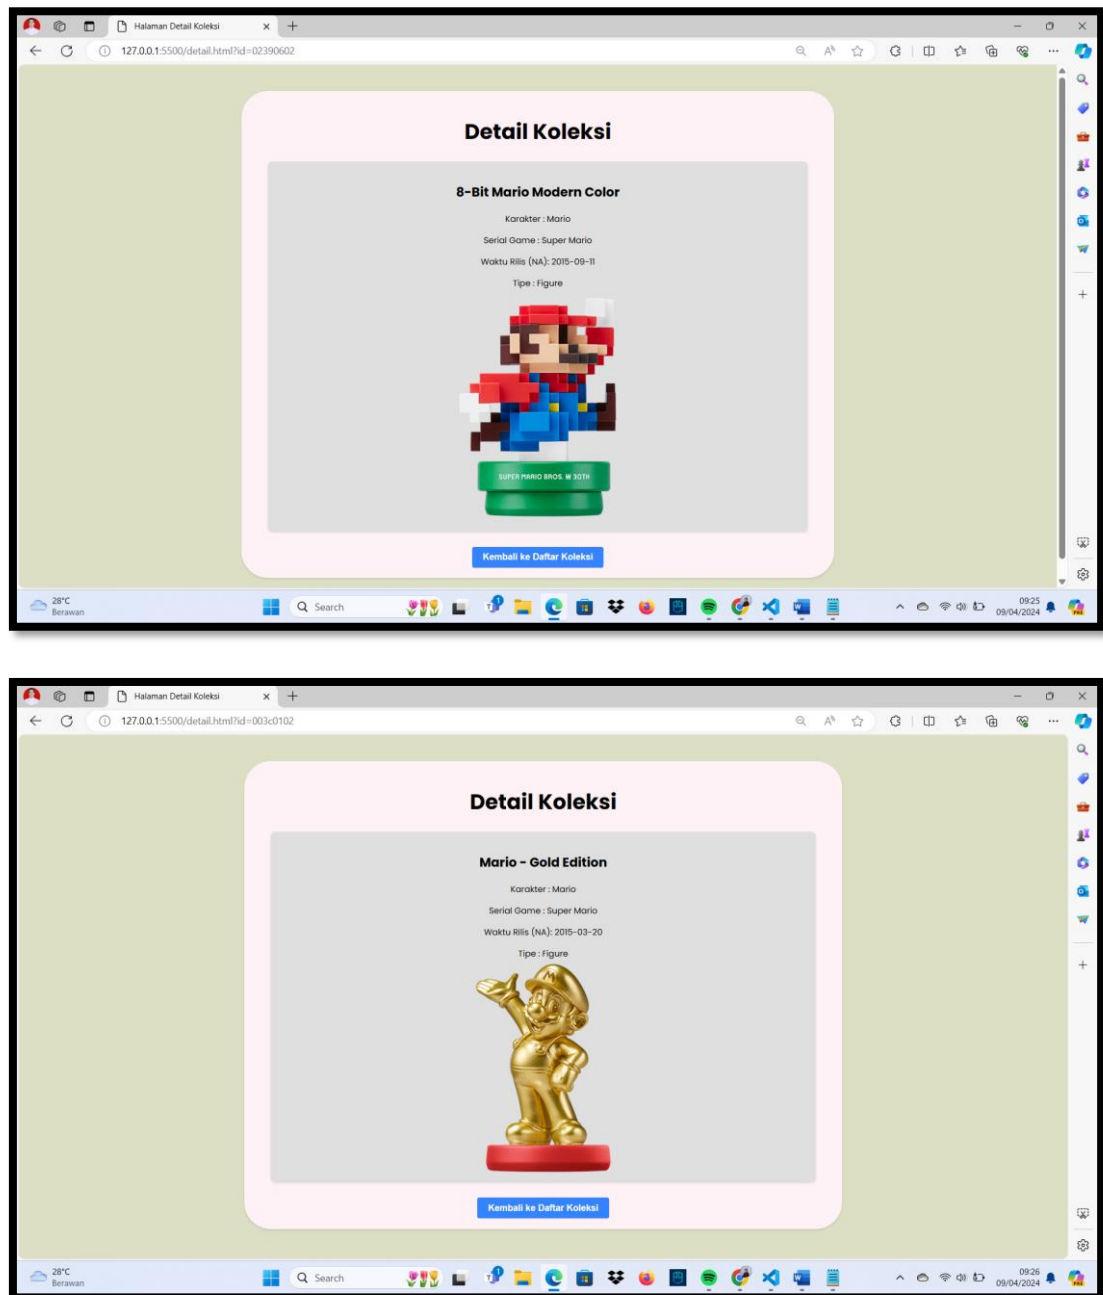 Halaman Detail Koleksi
127.0.0.1:5500/detail.html?id=02390602
Detail Koleksi
8-Bit Mario Modern Color
Karakter : Mario
Serial Game : Super Mario
Waktu Rilis (NA): 2015-09-11
Tipe : Figure
SUPER MARIO BROS. 30TH
Kembali ke Daftar Koleksi
28°C
Berawan
Search
09:25
09/04/2024
Halaman Detail Koleksi
127.0.0.1:5500/detail.html?id=003c0102
Detail Koleksi
Mario - Gold Edition
Karakter : Mario
Serial Game : Super Mario
Waktu Rilis (NA): 2015-03-20
Tipe : Figure
M
Kembali ke Daftar Koleksi
28°C
Berawan
Search
09:26
09/04/2024